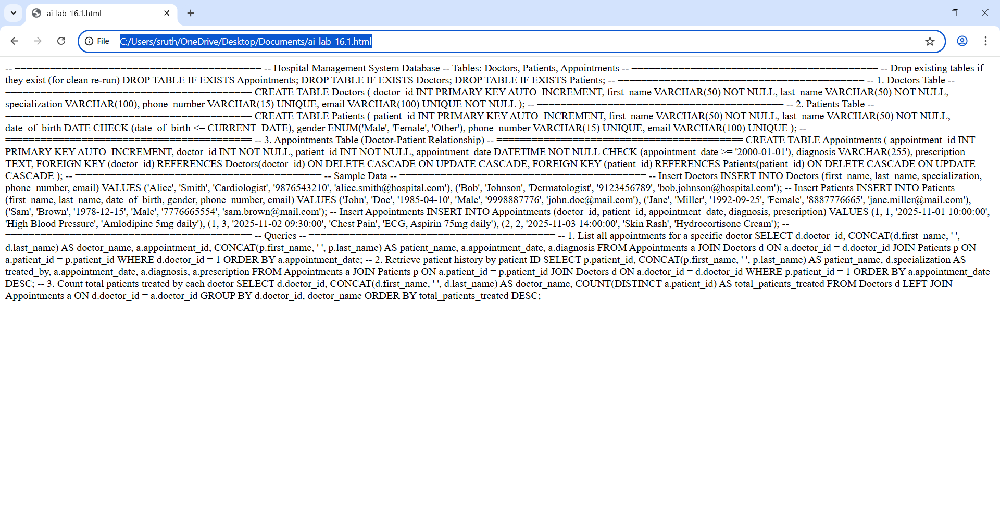 ai_lab_16.1.html
File
C:/Users/sruth/OneDrive/Desktop/Documents/ai_lab_16.1.html
-- ========================================== -- Hospital Management System Database -- Tables: Doctors, Patients, Appointments -- ========================================== -- Drop existing tables if
they exist (for clean re-run) DROP TABLE IF EXISTS Appointments; DROP TABLE IF EXISTS Doctors; DROP TABLE IF EXISTS Patients; -- ========================================== -- 1. Doctors Table --
========================================== CREATE TABLE Doctors ( doctor_id INT PRIMARY KEY AUTO_INCREMENT, first_name VARCHAR(50) NOT NULL, last_name VARCHAR(50) NOT NULL,
specialization VARCHAR(100), phone_number VARCHAR(15) UNIQUE, email VARCHAR(100) UNIQUE NOT NULL ); -- ========================================== -- 2. Patients Table --
========================================== CREATE TABLE Patients ( patient_id INT PRIMARY KEY AUTO_INCREMENT, first_name VARCHAR(50) NOT NULL, last_name VARCHAR(50) NOT NULL,
date_of_birth DATE CHECK (date_of_birth <= CURRENT_DATE), gender ENUM('Male', 'Female', 'Other'), phone_number VARCHAR(15) UNIQUE, email VARCHAR(100) UNIQUE ); --
========================================== -- 3. Appointments Table (Doctor-Patient Relationship) -- ========================================== CREATE TABLE Appointments ( appointment_id INT
PRIMARY KEY AUTO_INCREMENT, doctor_id INT NOT NULL, patient_id INT NOT NULL, appointment_date DATETIME NOT NULL CHECK (appointment_date >= '2000-01-01'), diagnosis VARCHAR(255), prescription
TEXT, FOREIGN KEY (doctor_id) REFERENCES Doctors(doctor_id) ON DELETE CASCADE ON UPDATE CASCADE, FOREIGN KEY (patient_id) REFERENCES Patients(patient_id) ON DELETE CASCADE ON UPDATE
CASCADE ); -- ========================================== -- Sample Data -- ========================================== -- Insert Doctors INSERT INTO Doctors (first_name, last_name, specialization,
phone_number, email) VALUES ('Alice', 'Smith', 'Cardiologist', '9876543210', 'alice.smith@hospital.com'), ('Bob', 'Johnson', 'Dermatologist', '9123456789', 'bob.johnson@hospital.com'); -- Insert Patients INSERT INTO Patients
(first_name, last_name, date_of_birth, gender, phone_number, email) VALUES ('John', 'Doe', '1985-04-10', 'Male', '9998887776', 'john.doe@mail.com'), ('Jane', 'Miller', '1992-09-25', 'Female', '8887776665', 'jane.miller@mail.com'),
('Sam', 'Brown', '1978-12-15', 'Male', '7776665554', 'sam.brown@mail.com'); -- Insert Appointments INSERT INTO Appointments (doctor_id, patient_id, appointment_date, diagnosis, prescription) VALUES (1, 1, '2025-11-01 10:00:00',
'High Blood Pressure', 'Amlodipine 5mg daily'), (1, 3, '2025-11-02 09:30:00', 'Chest Pain', 'ECG, Aspirin 75mg daily'), (2, 2, '2025-11-03 14:00:00', 'Skin Rash', 'Hydrocortisone Cream'); --
========================================== -- Queries -- ========================================== -- 1. List all appointments for a specific doctor SELECT d.doctor_id, CONCAT(d.first_name, ' ',
d.last_name) AS doctor_name, a.appointment_id, CONCAT(p.first_name, ' ', p.last_name) AS patient_name, a.appointment_date, a.diagnosis FROM Appointments a JOIN Doctors d ON a.doctor_id = d.doctor_id JOIN Patients p ON
a.patient_id = p.patient_id WHERE d.doctor_id = 1 ORDER BY a.appointment_date; -- 2. Retrieve patient history by patient ID SELECT p.patient_id, CONCAT(p.first_name, ' ', p.last_name) AS patient_name, d.specialization AS
treated_by, a.appointment_date, a.diagnosis, a.prescription FROM Appointments a JOIN Patients p ON a.patient_id = p.patient_id JOIN Doctors d ON a.doctor_id = d.doctor_id WHERE p.patient_id = 1 ORDER BY a.appointment_date
DESC; -- 3. Count total patients treated by each doctor SELECT d.doctor_id, CONCAT(d.first_name, ' ', d.last_name) AS doctor_name, COUNT(DISTINCT a.patient_id) AS total_patients_treated FROM Doctors d LEFT JOIN
Appointments a ON d.doctor_id = a.doctor_id GROUP BY d.doctor_id, doctor_name ORDER BY total_patients_treated DESC;